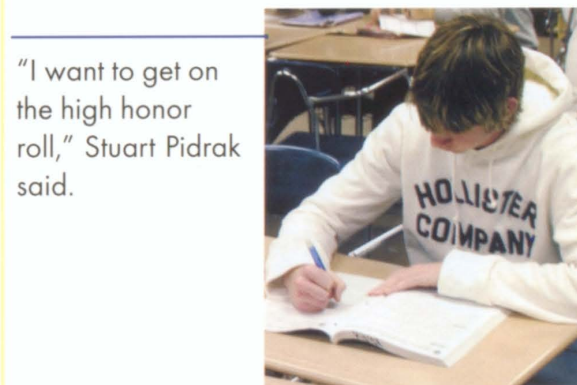 “I want to get on
the high honor
roll,” Stuart Pidrak
said.
HOLLISTER
COMPANY